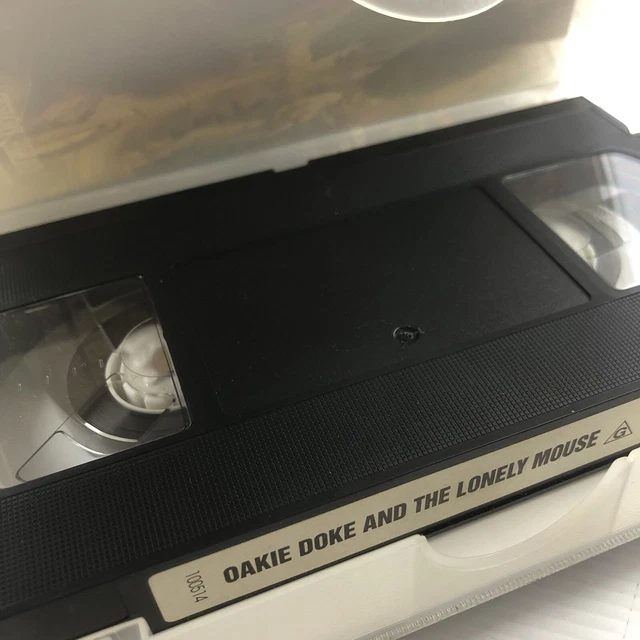 100514
OAKIE DOKE AND THE LONELY MOUSE G